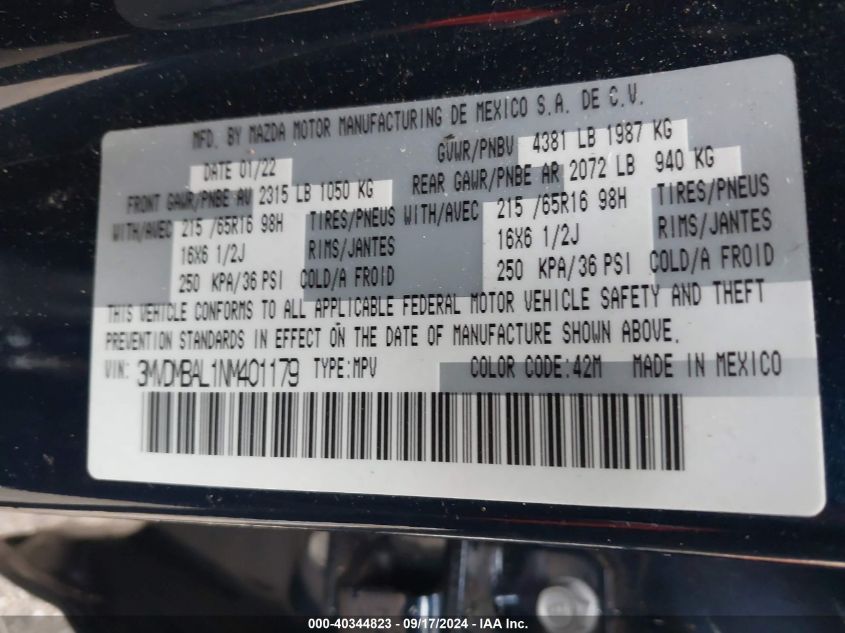 MFD. BY MAZDA MOTOR MANUFACTURING DE MEXICO S.A. DE C.V.
DATE 01/22 GVWR/PNBV 4381 LB 1987 KG
FRONT GAWR/PNBE AV 2315 LB 1050 KG REAR GAWR/PNBE AR 2072 LB 940 KG
WITH/AVEC 215 /65R16 98H TIRES/PNEUS WITH/AVEC 215 /65R16 98H TIRES/PNEUS
16X6 1/2J RIMS/JANTES 16X6 1/2J RIMS/JANTES
250 KPA/36 PSI COLD/A FROID 250 KPA/36 PSI COLD/A FROID
THIS VEHICLE CONFORMS TO ALL APPLICABLE FEDERAL MOTOR VEHICLE SAFETY AND THEFT
PREVENTION STANDARDS IN EFFECT ON THE DATE OF MANUFACTURE SHOWN ABOVE.
VIN: 3MVDMBAL1NM401179 TYPE:MPV COLOR CODE:42M MADE IN MEXICO
000-40344823 - 09/17/2024 - IAA Inc.